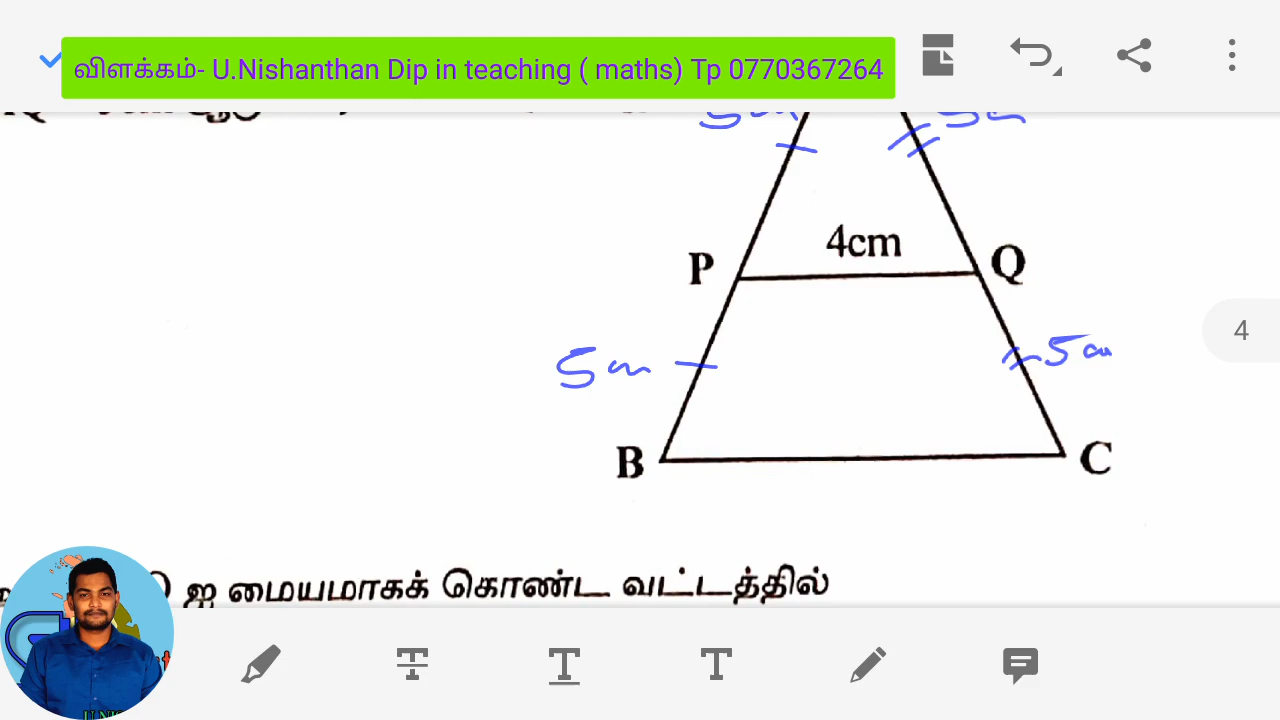 விளக்கம்- U.Nishanthan Dip in teaching ( maths) Tp 0770367264
4cm
P
Q
4
5cm
5cm
B
C
ஐ மையமாகக் கொண்ட வட்டத்தில்